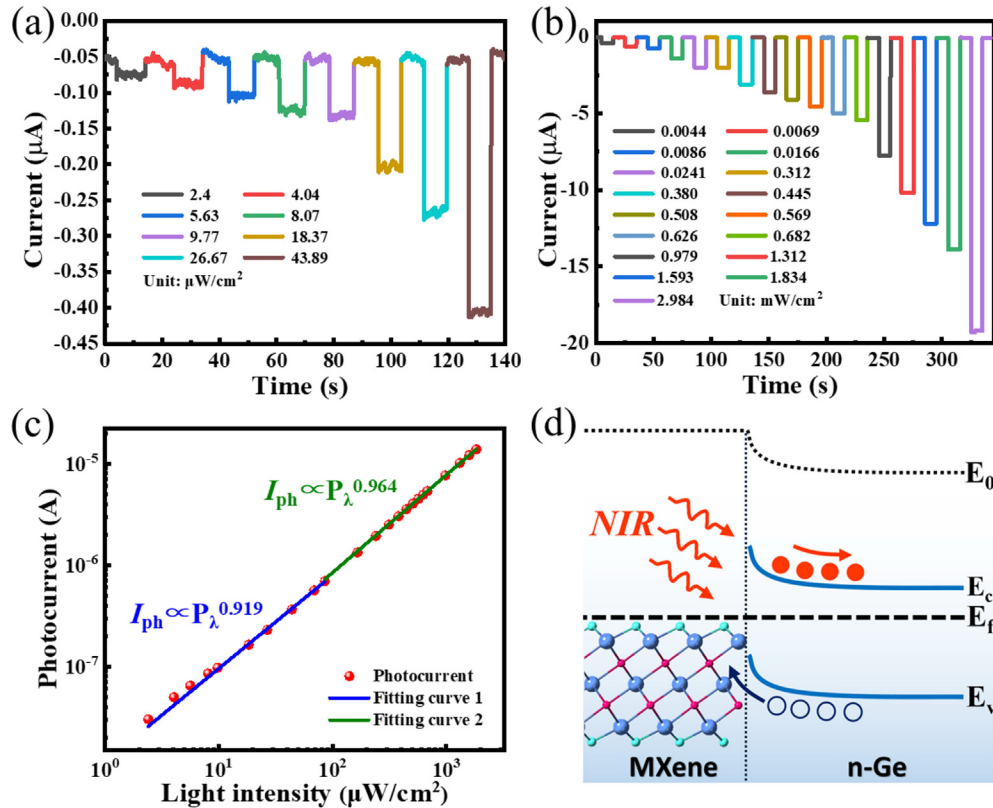 (a)
0.00
-0.05
-0.10
-0.15
-0.20
-0.25
-0.30
-0.35
-0.40
-0.45
Current (μA)
2.4 4.04
5.63 8.07
9.77 18.37
26.67 43.89
Unit: μW/cm²
0 20 40 60 80 100 120 140
Time (s)
(b)
0
-5
-10
-15
-20
Current (μA)
0.0044 0.0069
0.0086 0.0166
0.0241 0.312
0.380 0.445
0.508 0.569
0.626 0.682
0.979 1.312
1.593 1.834
2.984 Unit: mW/cm²
0 50 100 150 200 250 300
Time (s)
(c)
10⁻⁵
10⁻⁶
10⁻⁷
Photocurrent (A)
Iph∝Pλ^0.964
Iph∝Pλ^0.919
Photocurrent
Fitting curve 1
Fitting curve 2
10⁰ 10¹ 10² 10³
Light intensity (μW/cm²)
(d)
E0
NIR
Ec
Ef
Ev
MXene n-Ge